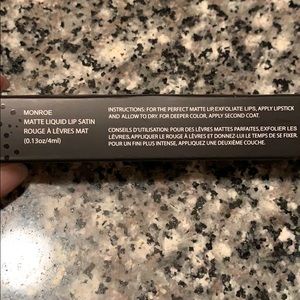 MONROE
MATTE LIQUID LIP SATIN
ROUGE À LÈVRES MAT
(0.13oz/4ml)
INSTRUCTIONS: FOR THE PERFECT MATTE LIP, EXFOLIATE LIPS, APPLY LIPSTICK
AND ALLOW TO DRY. FOR DEEPER COLOR, APPLY SECOND COAT.
CONSEILS D'UTILISATION: POUR DES LÈVRES MATTES PARFAITES, EXFOLIER LES
LÈVRES, APPLIQUER LE ROUGE À LÈVRES ET DONNEZ-LUI LE TEMPS DE SE FIXER.
POUR UN FINI PLUS INTENSE, APPLIQUEZ UNE DEUXIÈME COUCHE.